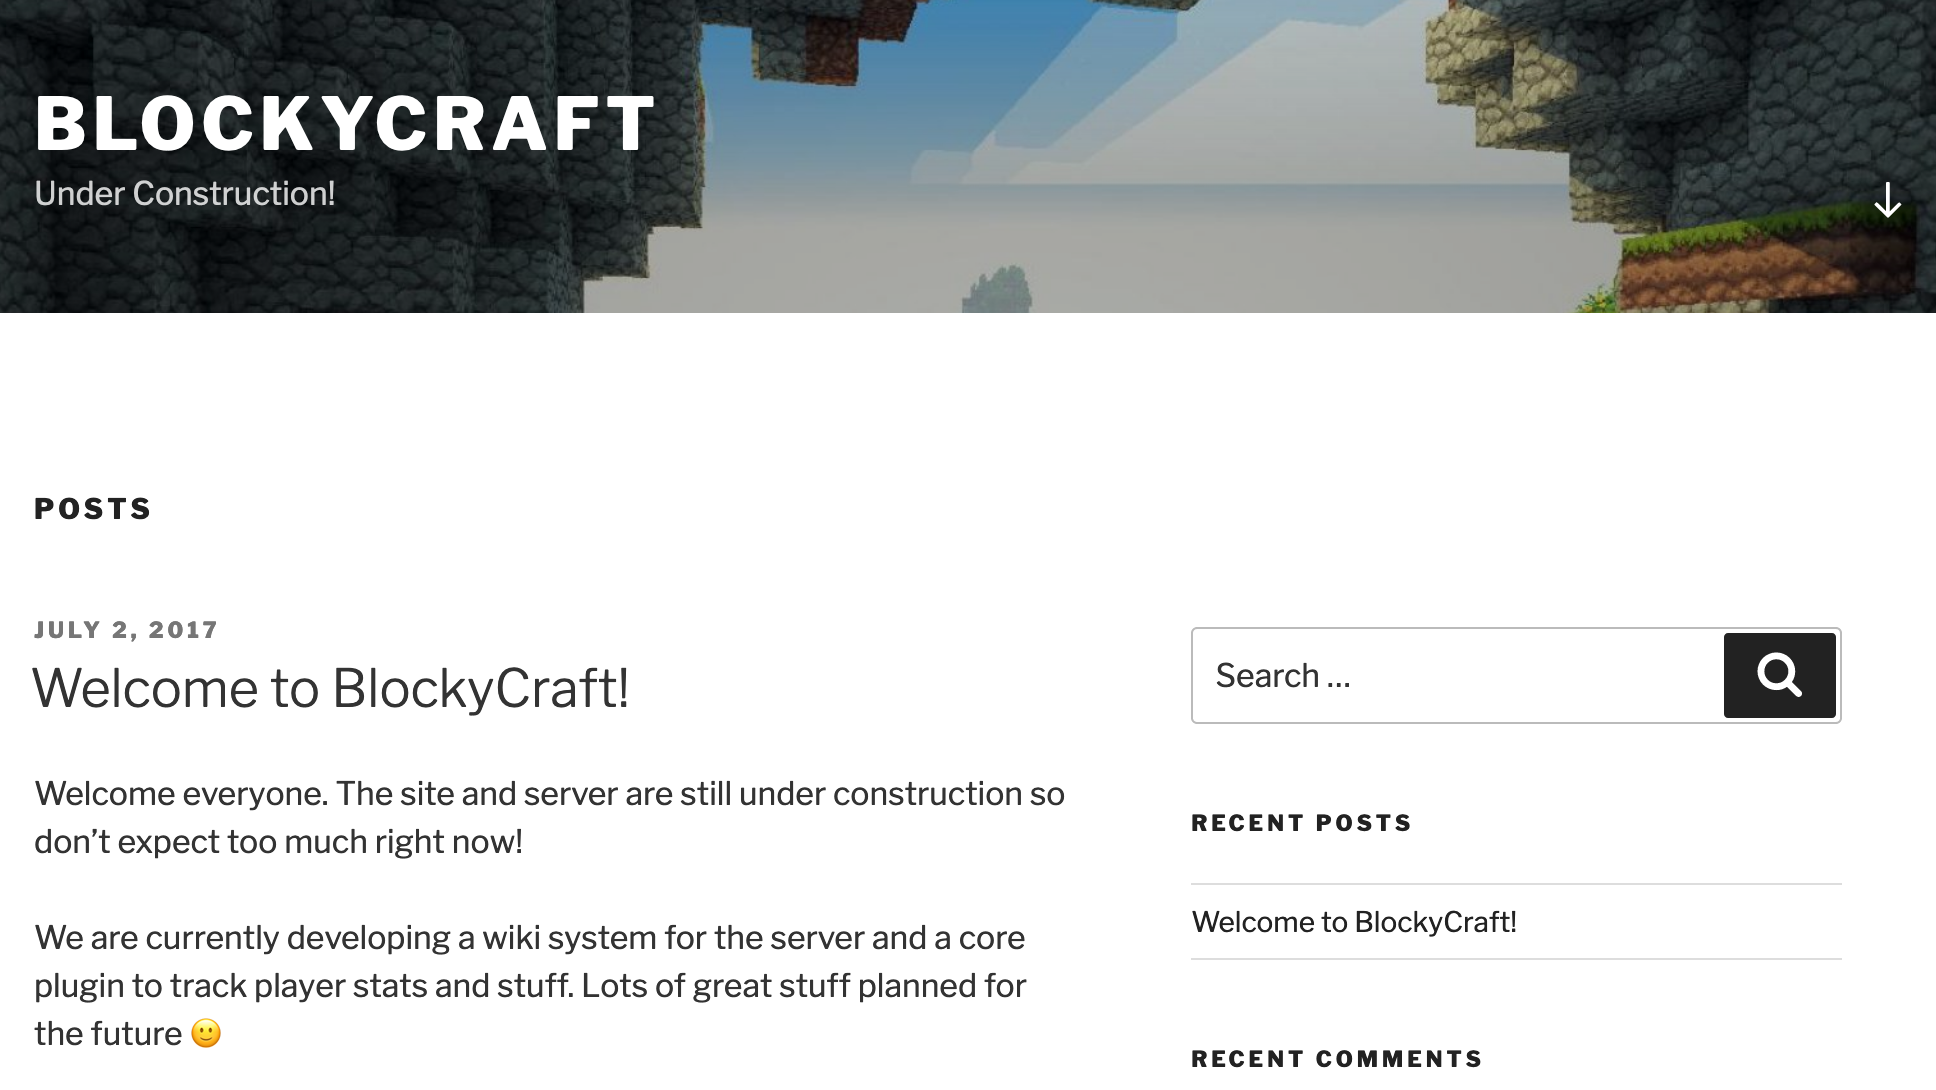 BLOCKYCRAFT
Under Construction!
POSTS
JULY 2, 2017
Welcome to BlockyCraft!
Welcome everyone. The site and server are still under construction so
don’t expect too much right now!
We are currently developing a wiki system for the server and a core
plugin to track player stats and stuff. Lots of great stuff planned for
the future 🙂
Search …
RECENT POSTS
Welcome to BlockyCraft!
RECENT COMMENTS